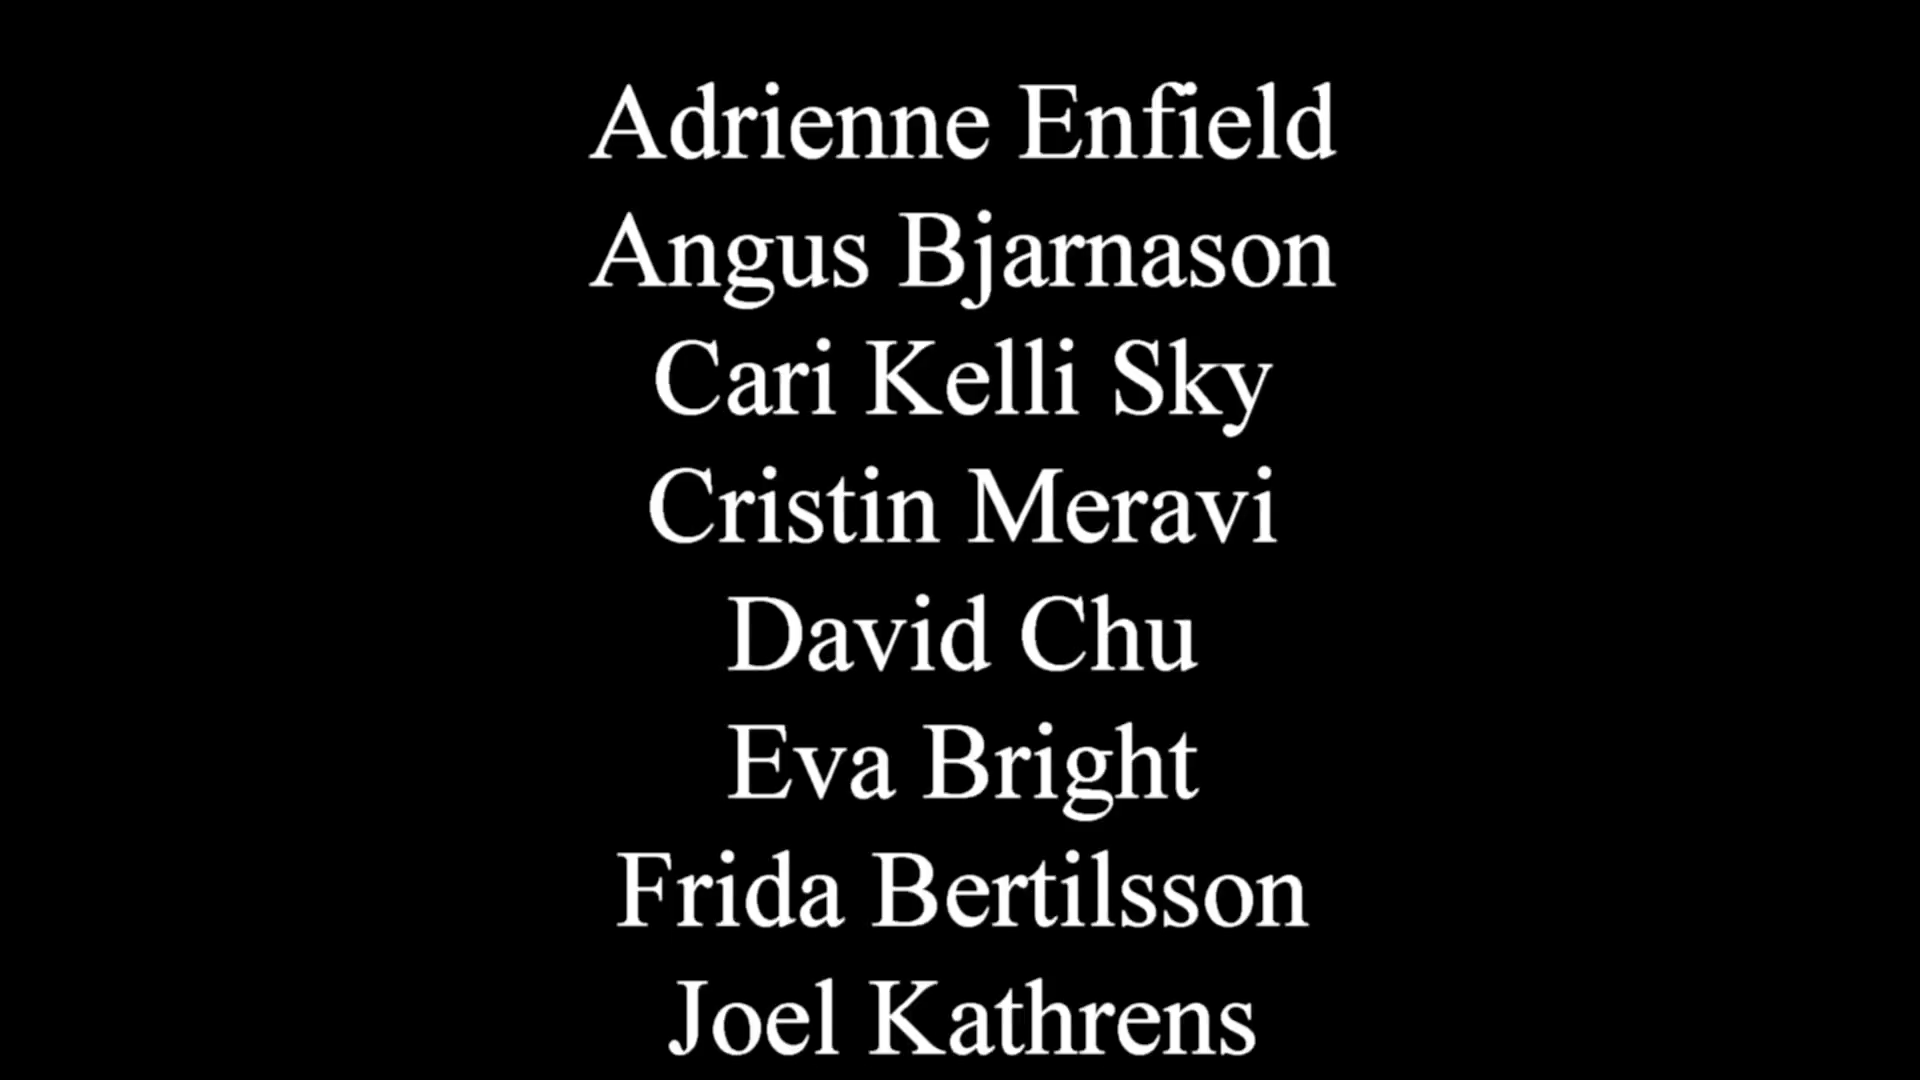 Adrienne Enfield
Angus Bjarnason
Cari Kelli Sky
Cristin Meravi
David Chu
Eva Bright
Frida Bertilsson
Joel Kathrens